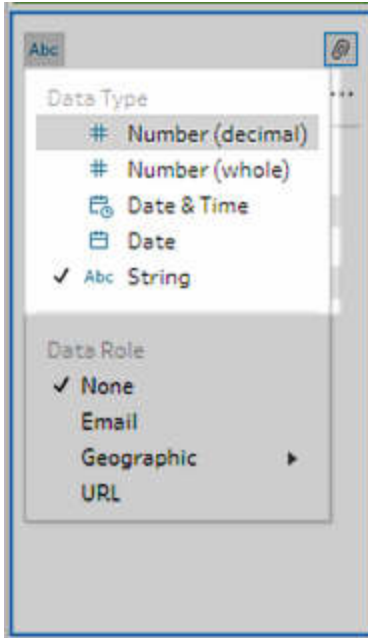 Abc
Data Type
# Number (decimal)
# Number (whole)
Date & Time
Date
✓ Abc String
Data Role
✓ None
Email
Geographic
URL